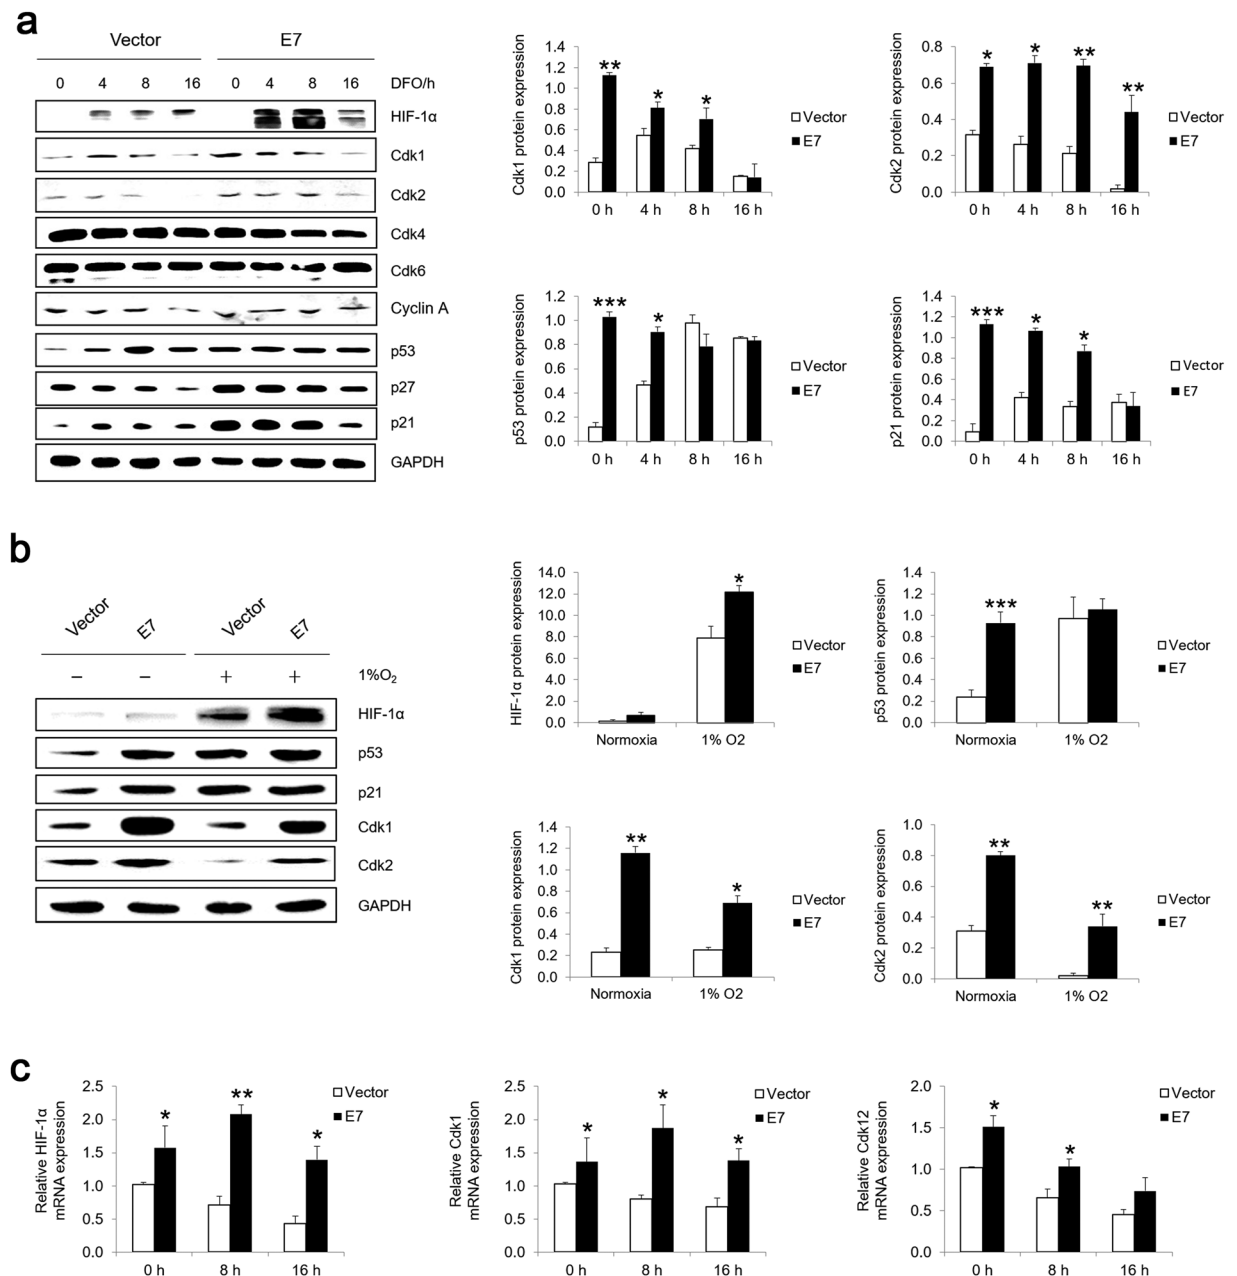 a
Vector E7
0 4 8 16 0 4 8 16 DFO/h
HIF-1α
Cdk1
Cdk2
Cdk4
Cdk6
Cyclin A
p53
p27
p21
GAPDH
Cdk1 protein expression
1.4
1.2
1.0
0.8
0.6
0.4
0.2
0.0
** * *
0 h 4 h 8 h 16 h
Vector
E7
Cdk2 protein expression
0.8
0.6
0.4
0.2
0.0
* * ** **
0 h 4 h 8 h 16 h
Vector
E7
p53 protein expression
1.2
1.0
0.8
0.6
0.4
0.2
0.0
*** *
0 h 4 h 8 h 16 h
Vector
E7
p21 protein expression
1.4
1.2
1.0
0.8
0.6
0.4
0.2
0.0
*** * *
0 h 4 h 8 h 16 h
Vector
E7
b
Vector E7 Vector E7
− − + + 1%O₂
HIF-1α
p53
p21
Cdk1
Cdk2
GAPDH
HIF-1α protein expression
14.0
12.0
10.0
8.0
6.0
4.0
2.0
0.0
*
Normoxia 1% O2
Vector
E7
p53 protein expression
1.4
1.2
1.0
0.8
0.6
0.4
0.2
0.0
***
Normoxia 1% O2
Vector
E7
Cdk1 protein expression
1.4
1.2
1.0
0.8
0.6
0.4
0.2
0.0
** *
Normoxia 1% O2
Vector
E7
Cdk2 protein expression
1.0
0.8
0.6
0.4
0.2
0.0
** **
Normoxia 1% O2
Vector
E7
c
Relative HIF-1α
mRNA expression
2.5
2.0
1.5
1.0
0.5
0.0
* ** *
0 h 8 h 16 h
Vector
E7
Relative Cdk1
mRNA expression
2.5
2.0
1.5
1.0
0.5
0.0
* * *
0 h 8 h 16 h
Vector
E7
Relative Cdk12
mRNA expression
2.0
1.5
1.0
0.5
0.0
* *
0 h 8 h 16 h
Vector
E7